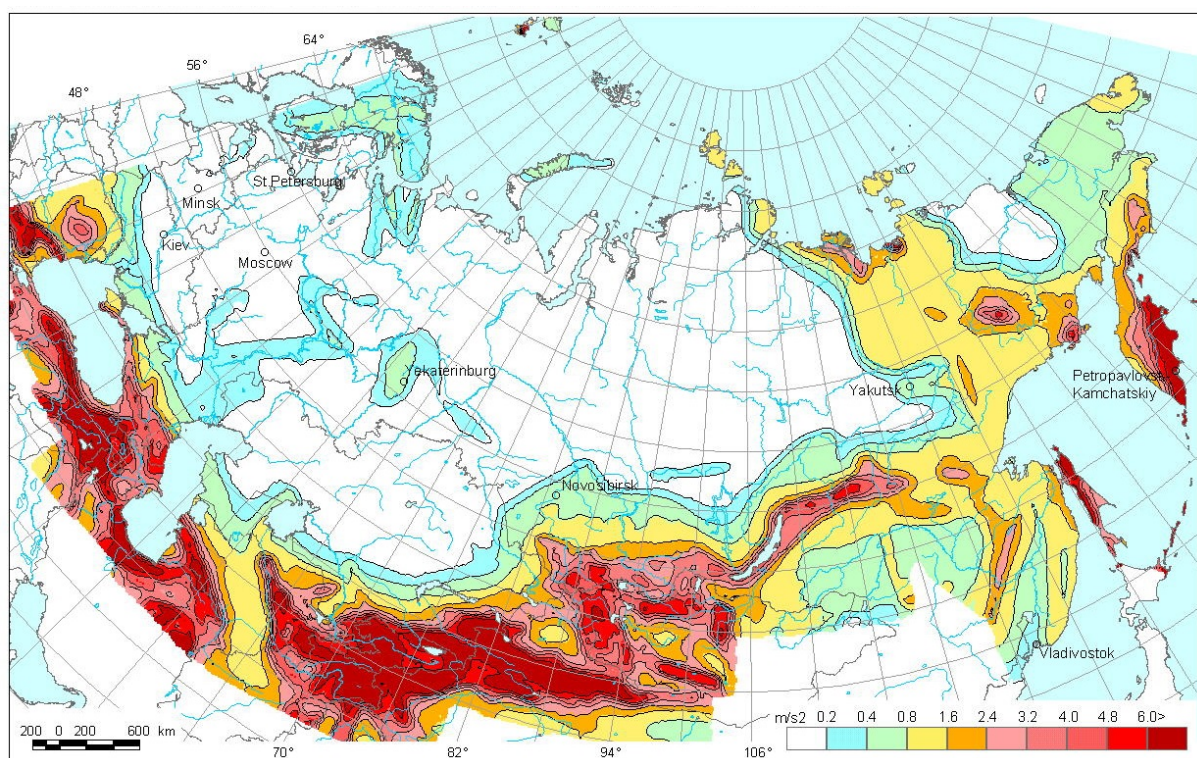 64°
56°
48°
St Petersburg
Minsk
Kiev
Moscow
Yekaterinburg
Yakutsk
Petropavlovsk
Kamchatskiy
Novosibirsk
Vladivostok
m/s2 0.2 0.4 0.8 1.6 2.4 3.2 4.0 4.8 6.0>
200 0 200 600 km
70° 82° 94° 106°